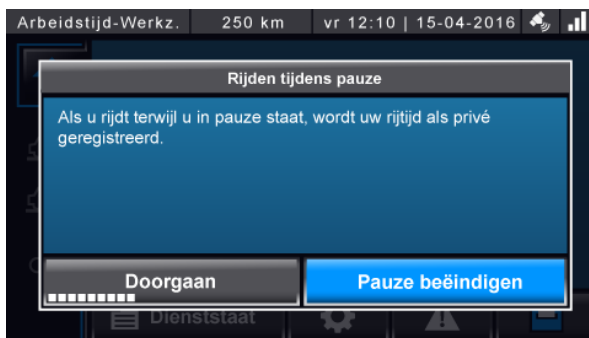 Arbeidstijd-Werkz. 250 km vr 12:10 | 15-04-2016
Rijden tijdens pauze
Als u rijdt terwijl u in pauze staat, wordt uw rijtijd als privé
geregistreerd.
Doorgaan Pauze beëindigen
Dienststaat